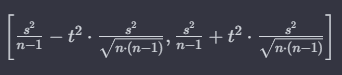 [s²/(n−1) − t² · s²/√(n·(n−1)), s²/(n−1) + t² · s²/√(n·(n−1))]